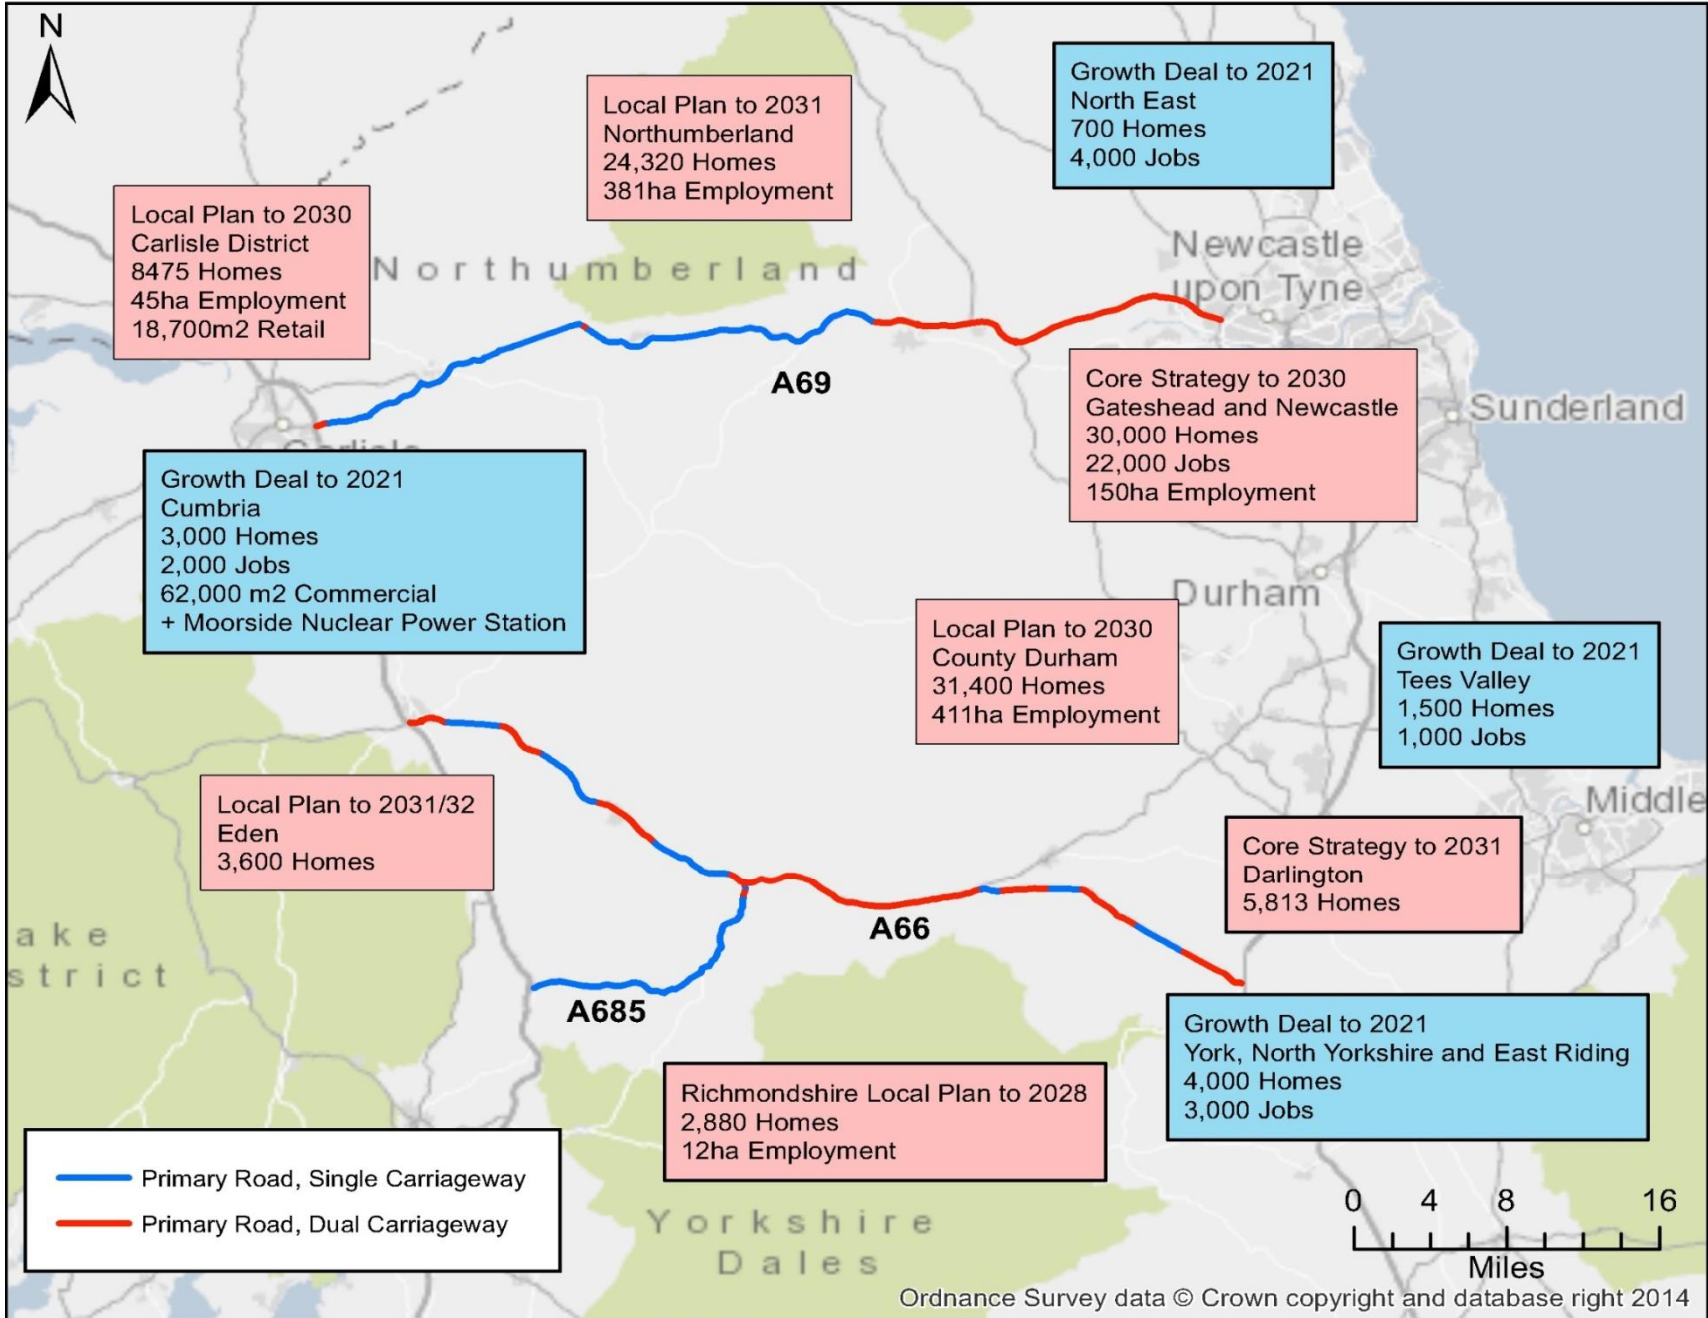 N
Growth Deal to 2021
North East
700 Homes
4,000 Jobs
Local Plan to 2031
Northumberland
24,320 Homes
381ha Employment
Local Plan to 2030
Carlisle District
8475 Homes
45ha Employment
18,700m2 Retail
Northumberland
Newcastle
upon Tyne
A69
Core Strategy to 2030
Gateshead and Newcastle
30,000 Homes
22,000 Jobs
150ha Employment
Sunderland
Carlisle
Growth Deal to 2021
Cumbria
3,000 Homes
2,000 Jobs
62,000 m2 Commercial
+ Moorside Nuclear Power Station
Durham
Local Plan to 2030
County Durham
31,400 Homes
411ha Employment
Growth Deal to 2021
Tees Valley
1,500 Homes
1,000 Jobs
Middle
Local Plan to 2031/32
Eden
3,600 Homes
Core Strategy to 2031
Darlington
5,813 Homes
A66
ake
strict
A685
Growth Deal to 2021
York, North Yorkshire and East Riding
4,000 Homes
3,000 Jobs
Richmondshire Local Plan to 2028
2,880 Homes
12ha Employment
Primary Road, Single Carriageway
Primary Road, Dual Carriageway
Yorkshire
Dales
0 4 8 16
Miles
Ordnance Survey data © Crown copyright and database right 2014